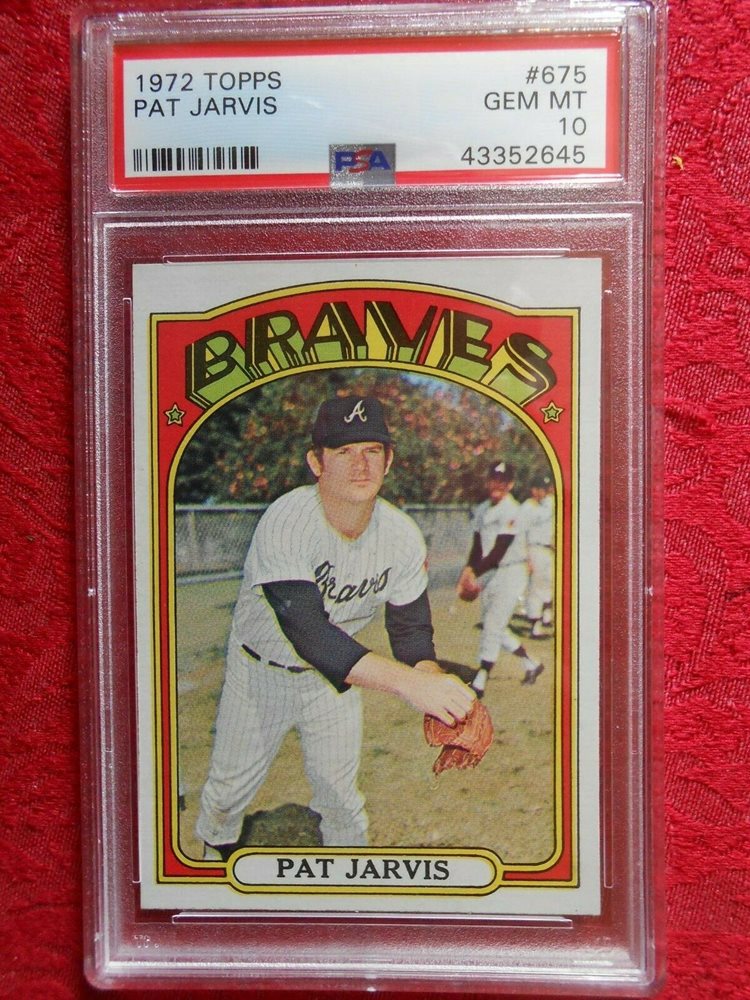 1972 TOPPS #675
PAT JARVIS GEM MT
10
PSA 43352645
BRAVES
A
Braves
PAT JARVIS